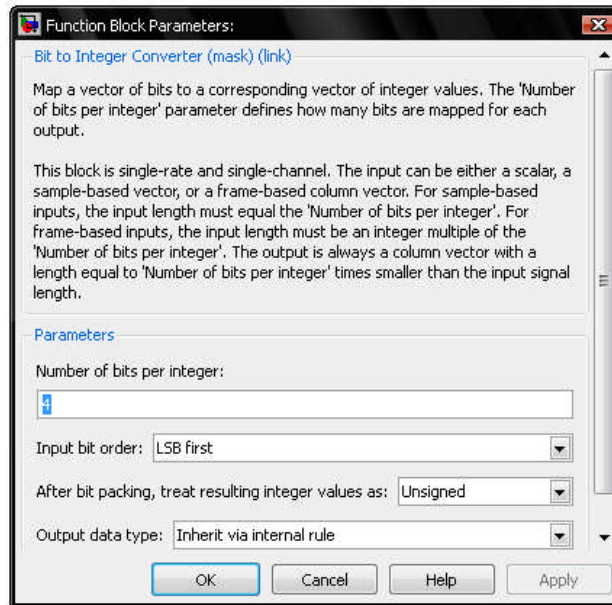 Function Block Parameters:
Bit to Integer Converter (mask) (link)
Map a vector of bits to a corresponding vector of integer values. The 'Number
of bits per integer' parameter defines how many bits are mapped for each
output.
This block is single-rate and single-channel. The input can be either a scalar, a
sample-based vector, or a frame-based column vector. For sample-based
inputs, the input length must equal the 'Number of bits per integer'. For
frame-based inputs, the input length must be an integer multiple of the
'Number of bits per integer'. The output is always a column vector with a
length equal to 'Number of bits per integer' times smaller than the input signal
length.
Parameters
Number of bits per integer:
4
Input bit order: LSB first
After bit packing, treat resulting integer values as: Unsigned
Output data type: Inherit via internal rule
OK Cancel Help Apply